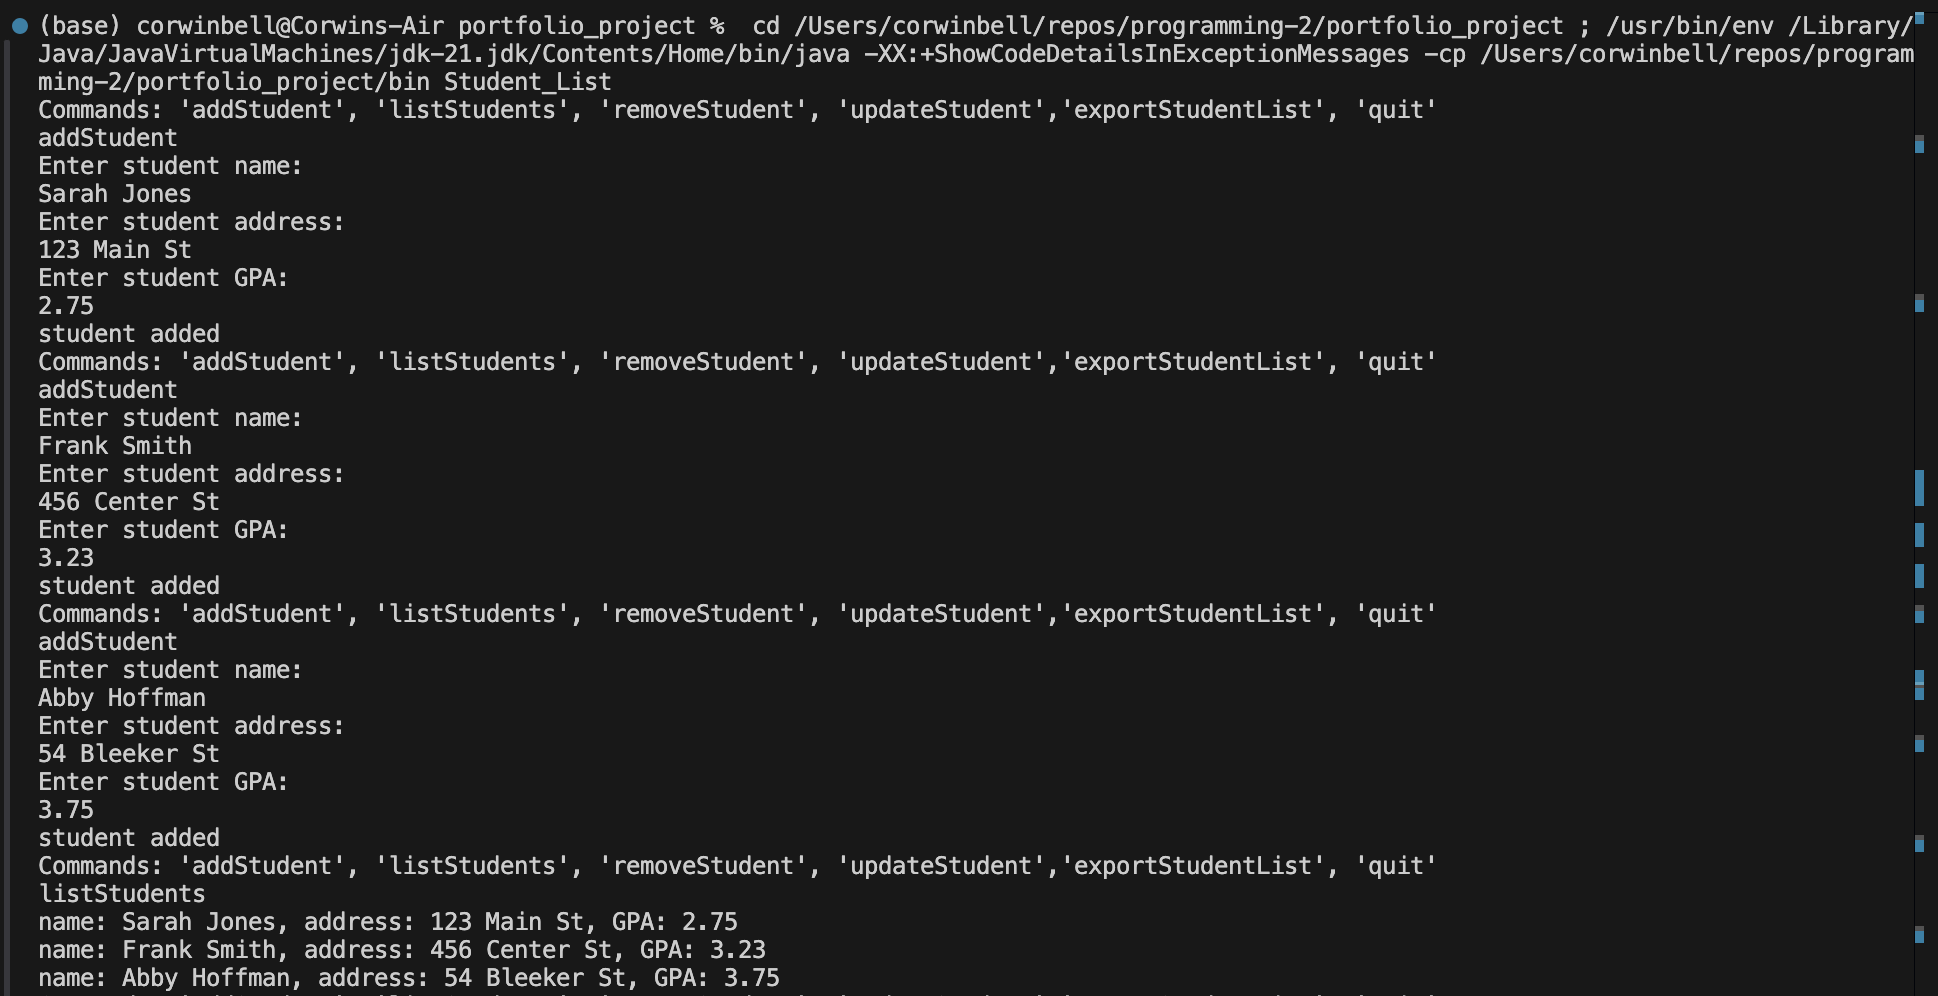 (base) corwinbell@Corwins-Air portfolio_project %  cd /Users/corwinbell/repos/programming-2/portfolio_project ; /usr/bin/env /Library/
Java/JavaVirtualMachines/jdk-21.jdk/Contents/Home/bin/java -XX:+ShowCodeDetailsInExceptionMessages -cp /Users/corwinbell/repos/program
ming-2/portfolio_project/bin Student_List
Commands: 'addStudent', 'listStudents', 'removeStudent', 'updateStudent','exportStudentList', 'quit'
addStudent
Enter student name:
Sarah Jones
Enter student address:
123 Main St
Enter student GPA:
2.75
student added
Commands: 'addStudent', 'listStudents', 'removeStudent', 'updateStudent','exportStudentList', 'quit'
addStudent
Enter student name:
Frank Smith
Enter student address:
456 Center St
Enter student GPA:
3.23
student added
Commands: 'addStudent', 'listStudents', 'removeStudent', 'updateStudent','exportStudentList', 'quit'
addStudent
Enter student name:
Abby Hoffman
Enter student address:
54 Bleeker St
Enter student GPA:
3.75
student added
Commands: 'addStudent', 'listStudents', 'removeStudent', 'updateStudent','exportStudentList', 'quit'
listStudents
name: Sarah Jones, address: 123 Main St, GPA: 2.75
name: Frank Smith, address: 456 Center St, GPA: 3.23
name: Abby Hoffman, address: 54 Bleeker St, GPA: 3.75